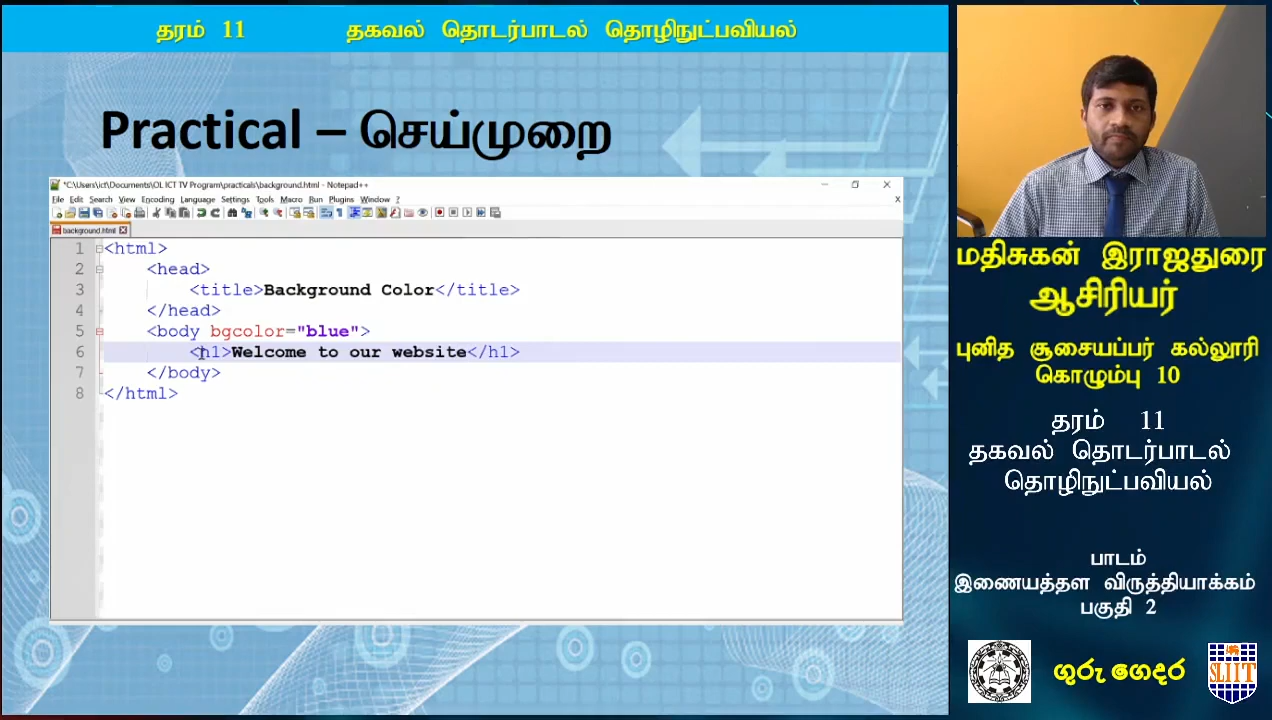 தரம் 11 தகவல் தொடர்பாடல் தொழிநுட்பவியல்
Practical – செய்முறை
*C:\Users\ict\Documents\OL ICT TV Program\practicals\background.html - Notepad++
File Edit Search View Encoding Language Settings Tools Macro Run Plugins Window ?
X
background.html
1 <html>
2 <head>
3 <title>Background Color</title>
4 </head>
5 <body bgcolor="blue">
6 <h1>Welcome to our website</h1>
7 </body>
8 </html>
மதிசுகன் இராஜதுரை
ஆசிரியர்
புனித சூசையப்பர் கல்லூரி
கொழும்பு 10
தரம் 11
தகவல் தொடர்பாடல்
தொழிநுட்பவியல்
பாடம்
இணையத்தள விருத்தியாக்கம்
பகுதி 2
ගුරු ගෙදර
SLIIT